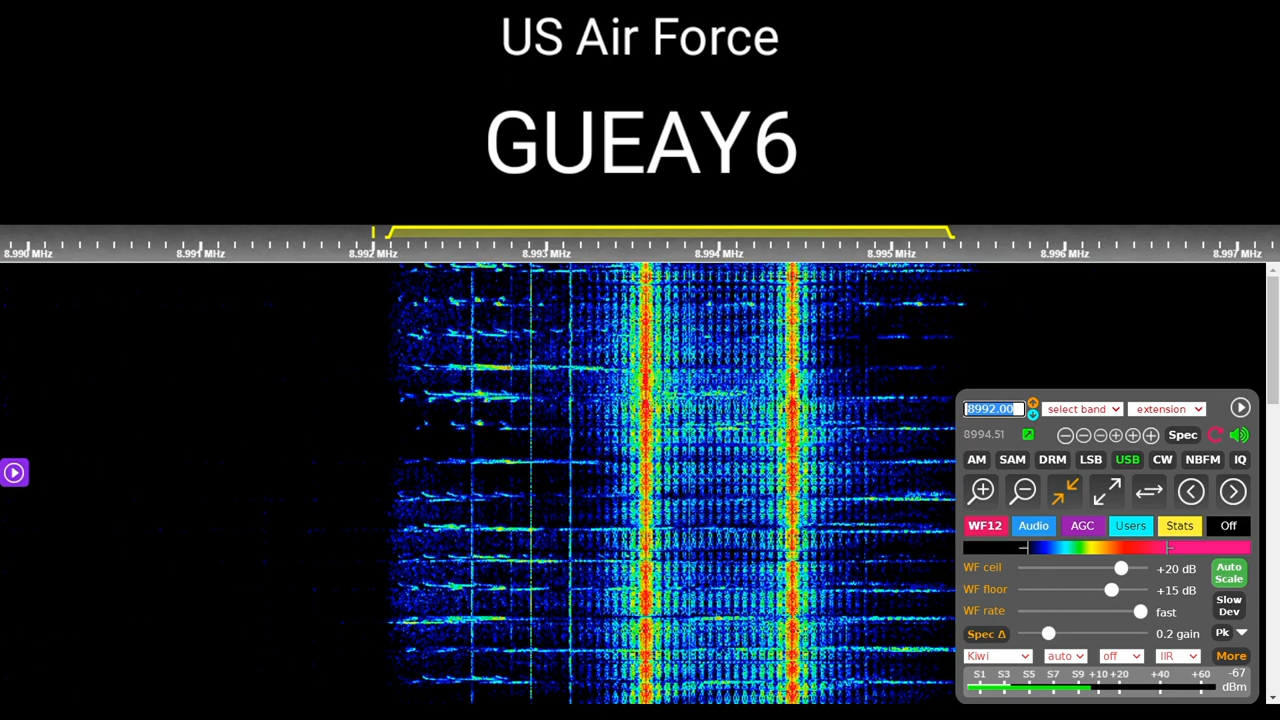 US Air Force
GUEAY6
8.990 MHz 8.991 MHz 8.992 MHz 8.993 MHz 8.994 MHz 8.995 MHz 8.996 MHz 8.997 MHz
8992.00 select band extension
8994.51 Spec
AM SAM DRM LSB USB CW NBFM IQ
WF12 Audio AGC Users Stats Off
WF ceil +20 dB Auto Scale
WF floor +15 dB
WF rate fast Slow Dev
Spec Δ 0.2 gain Pk
Kiwi auto off IIR More
S1 S3 S5 S7 S9 +10 +20 +40 +60 -67 dBm